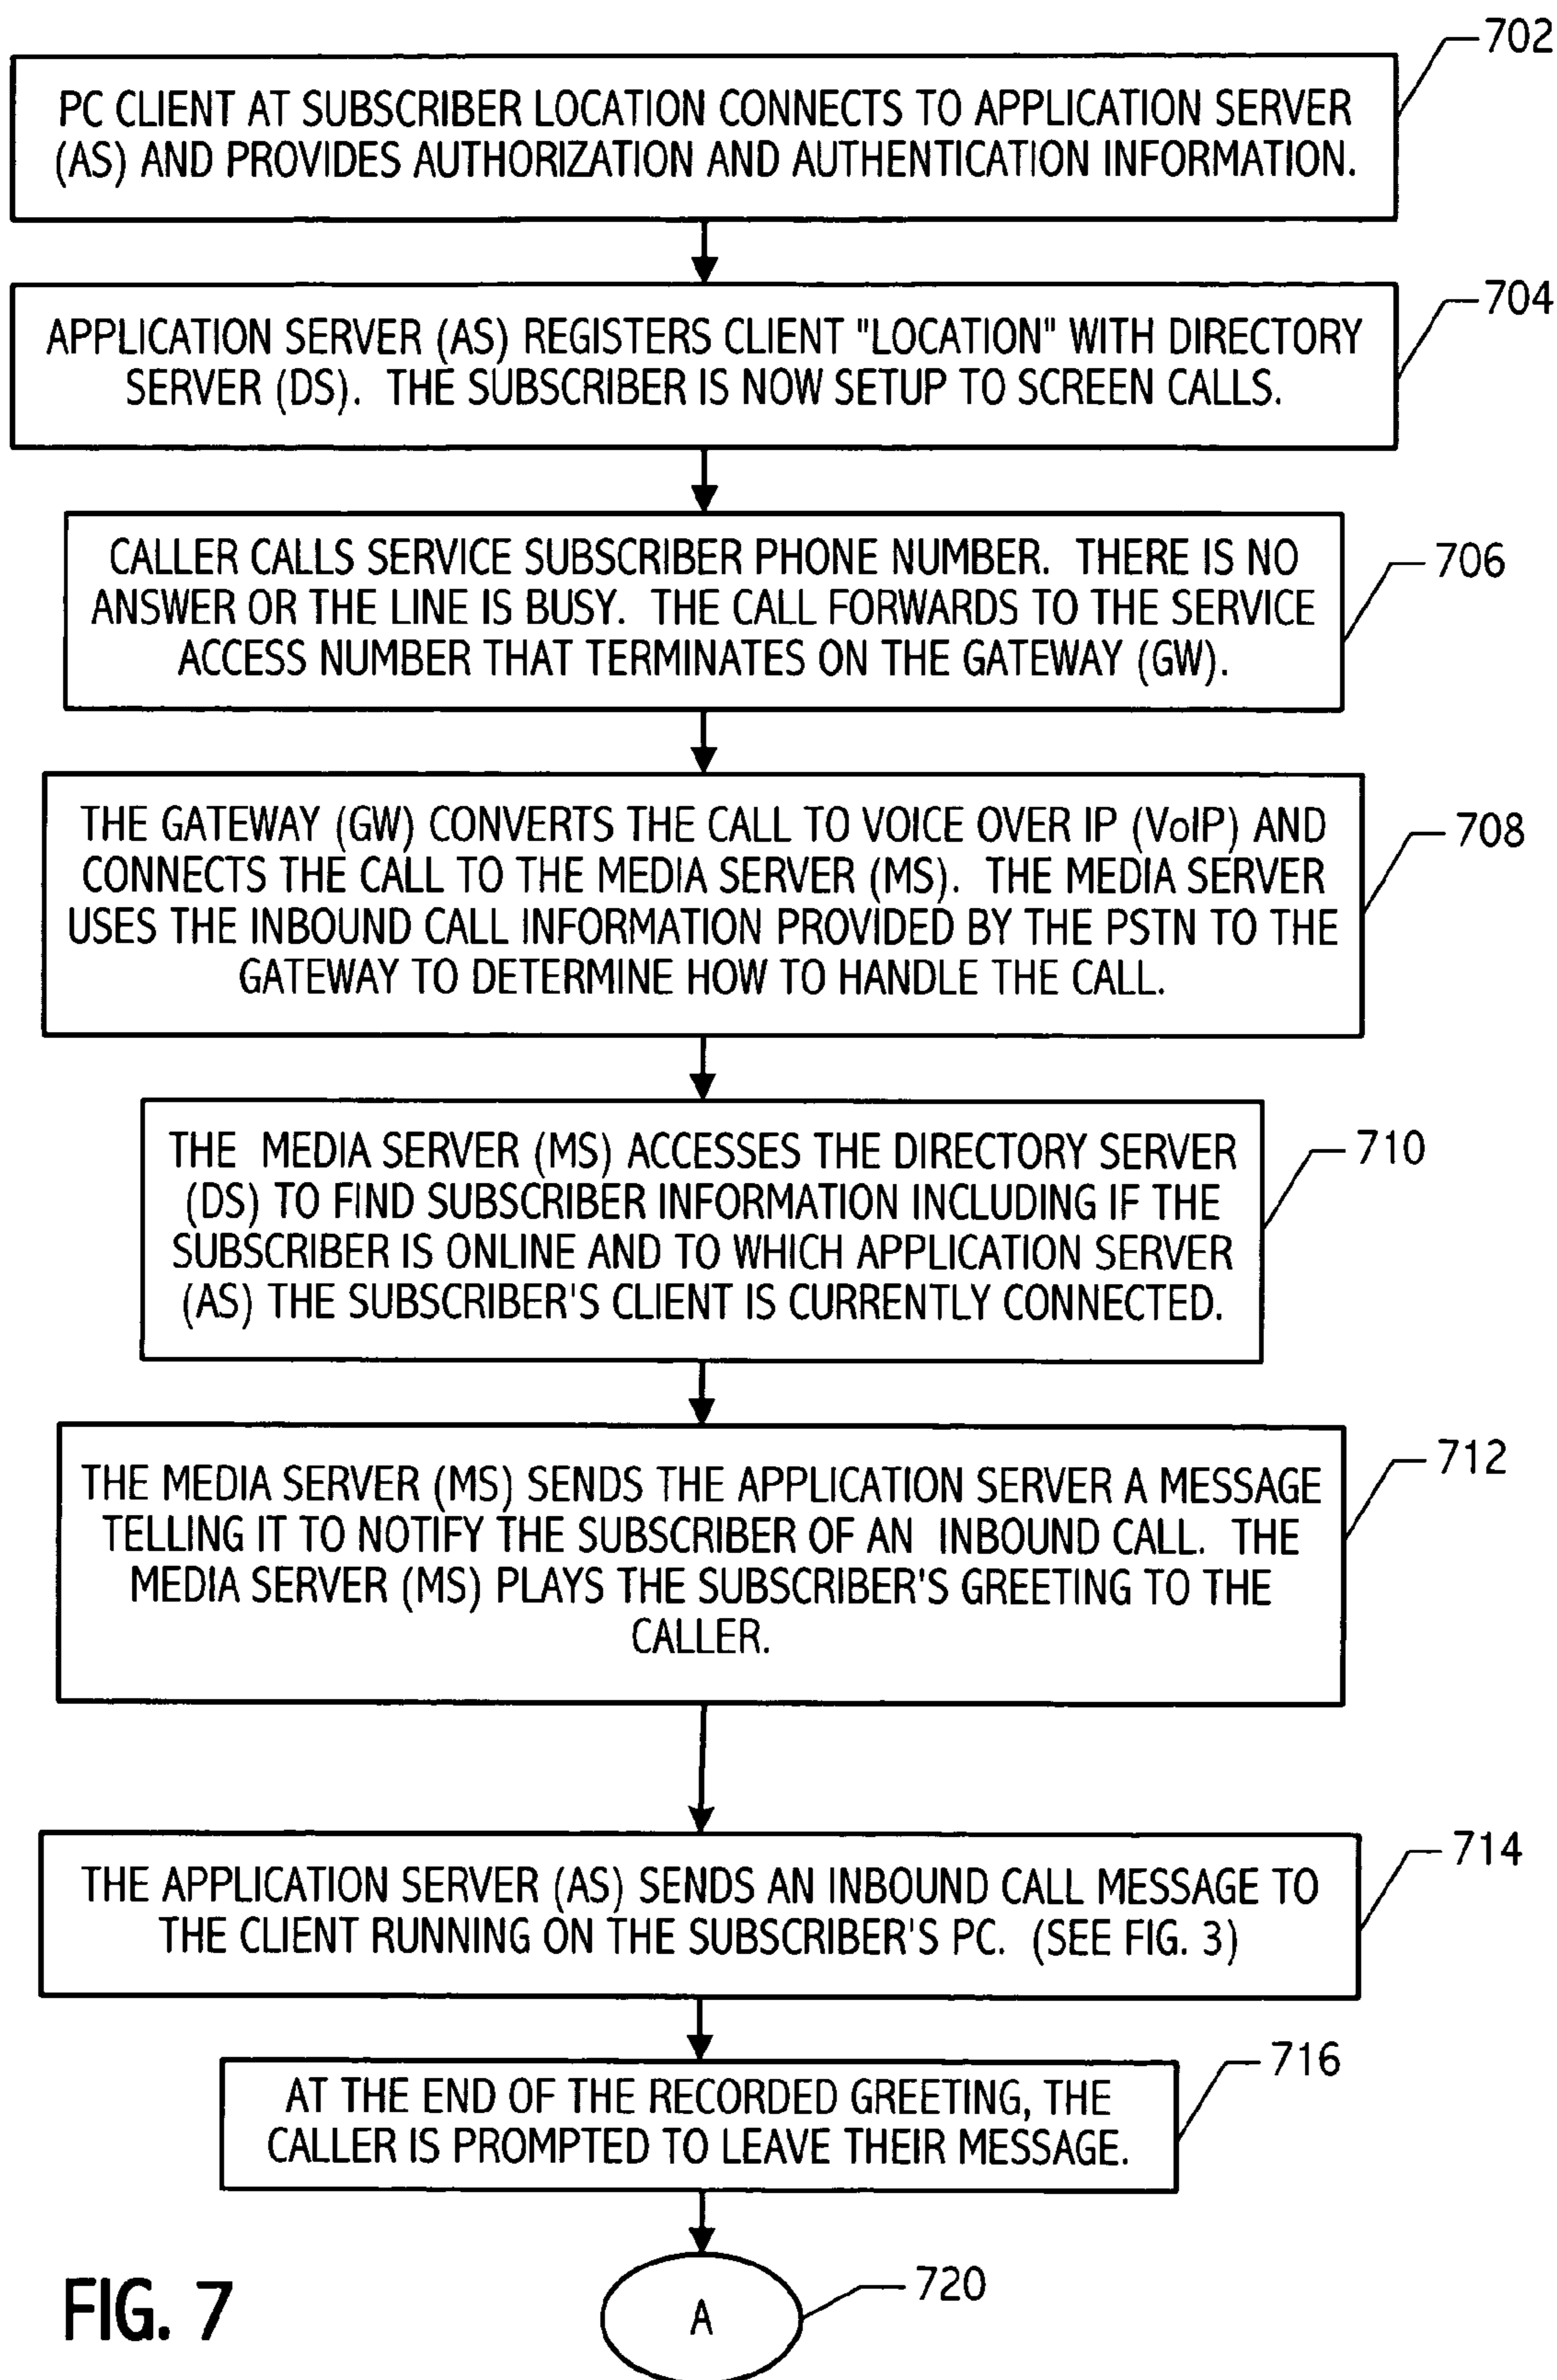 702
PC CLIENT AT SUBSCRIBER LOCATION CONNECTS TO APPLICATION SERVER
(AS) AND PROVIDES AUTHORIZATION AND AUTHENTICATION INFORMATION.
704
APPLICATION SERVER (AS) REGISTERS CLIENT "LOCATION" WITH DIRECTORY
SERVER (DS). THE SUBSCRIBER IS NOW SETUP TO SCREEN CALLS.
706
CALLER CALLS SERVICE SUBSCRIBER PHONE NUMBER. THERE IS NO
ANSWER OR THE LINE IS BUSY. THE CALL FORWARDS TO THE SERVICE
ACCESS NUMBER THAT TERMINATES ON THE GATEWAY (GW).
708
THE GATEWAY (GW) CONVERTS THE CALL TO VOICE OVER IP (VoIP) AND
CONNECTS THE CALL TO THE MEDIA SERVER (MS). THE MEDIA SERVER
USES THE INBOUND CALL INFORMATION PROVIDED BY THE PSTN TO THE
GATEWAY TO DETERMINE HOW TO HANDLE THE CALL.
710
THE MEDIA SERVER (MS) ACCESSES THE DIRECTORY SERVER
(DS) TO FIND SUBSCRIBER INFORMATION INCLUDING IF THE
SUBSCRIBER IS ONLINE AND TO WHICH APPLICATION SERVER
(AS) THE SUBSCRIBER'S CLIENT IS CURRENTLY CONNECTED.
712
THE MEDIA SERVER (MS) SENDS THE APPLICATION SERVER A MESSAGE
TELLING IT TO NOTIFY THE SUBSCRIBER OF AN INBOUND CALL. THE
MEDIA SERVER (MS) PLAYS THE SUBSCRIBER'S GREETING TO THE
CALLER.
714
THE APPLICATION SERVER (AS) SENDS AN INBOUND CALL MESSAGE TO
THE CLIENT RUNNING ON THE SUBSCRIBER'S PC. (SEE FIG. 3)
716
AT THE END OF THE RECORDED GREETING, THE
CALLER IS PROMPTED TO LEAVE THEIR MESSAGE.
720
A
FIG. 7